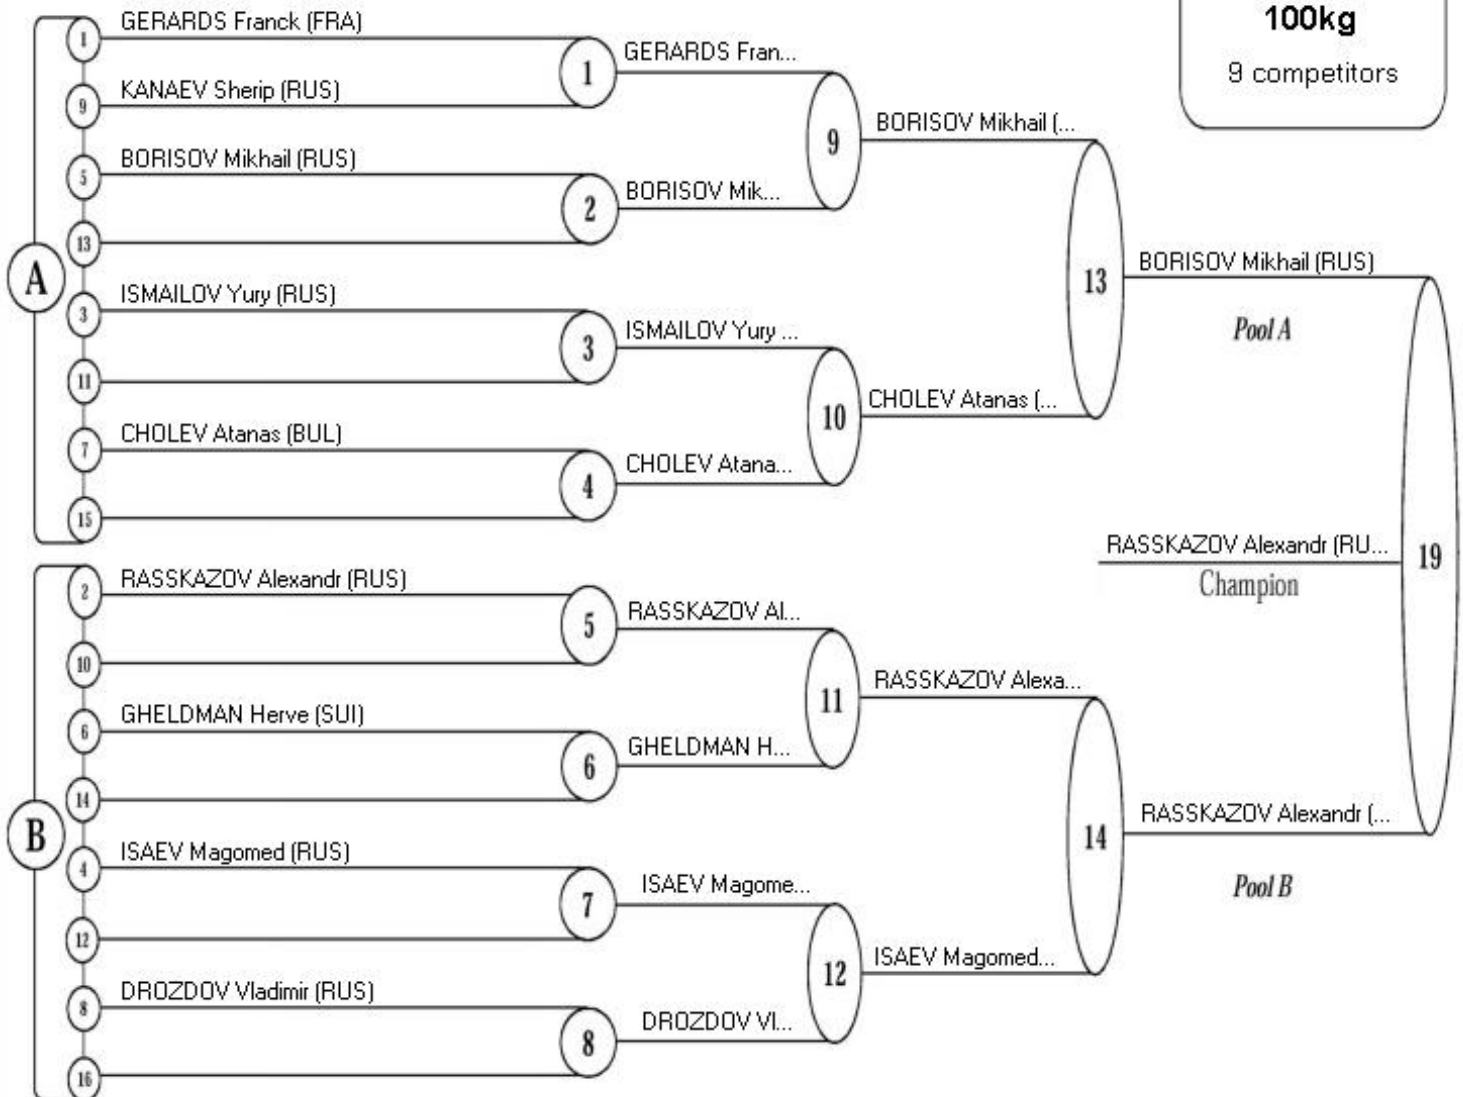 100kg
9 competitors
A
1
GERARDS Franck (FRA)
9
KANAEV Sherip (RUS)
1
GERARDS Fran...
5
BORISOV Mikhail (RUS)
13
2
BORISOV Mik...
9
BORISOV Mikhail (...
3
ISMAILOV Yury (RUS)
11
3
ISMAILOV Yury ...
7
CHOLEV Atanas (BUL)
15
4
CHOLEV Atana...
10
CHOLEV Atanas (...
13
BORISOV Mikhail (RUS)
Pool A
B
2
RASSKAZOV Alexandr (RUS)
10
5
RASSKAZOV Al...
6
GHELDMAN Herve (SUI)
14
6
GHELDMAN H...
11
RASSKAZOV Alexa...
4
ISAEV Magomed (RUS)
12
7
ISAEV Magome...
8
DROZDOV Vladimir (RUS)
16
8
DROZDOV Vl...
12
ISAEV Magomed...
14
RASSKAZOV Alexandr (...
Pool B
19
RASSKAZOV Alexandr (RU...
Champion